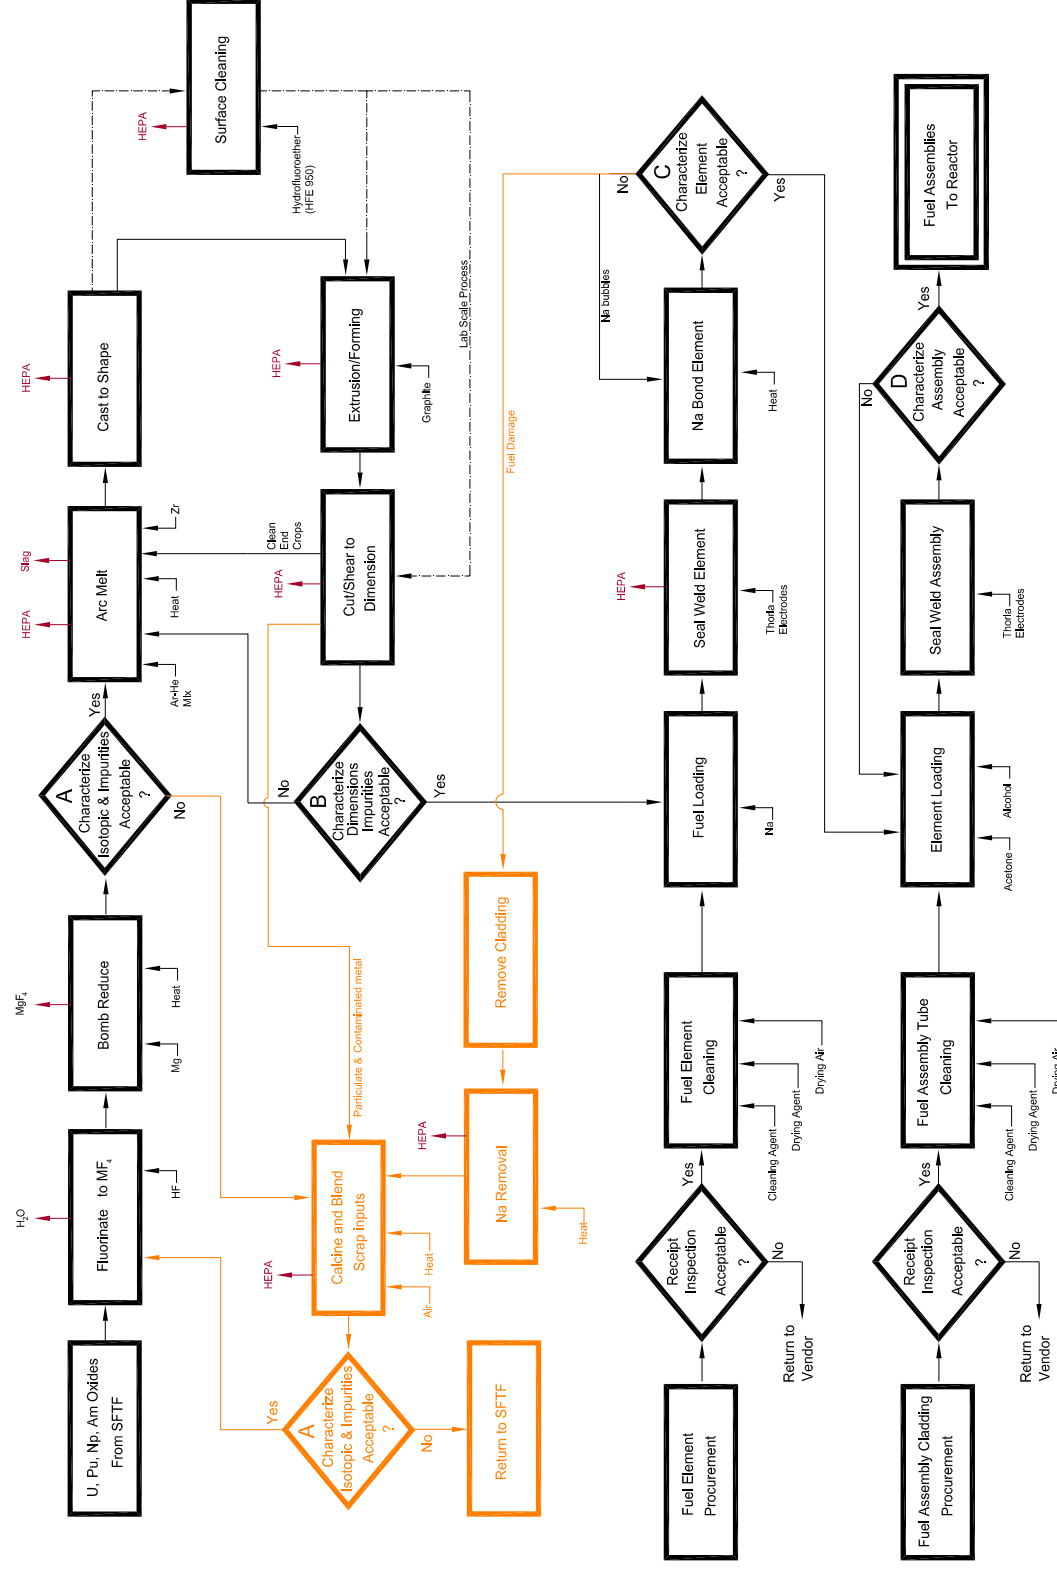 U, Pu, Np, Am Oxides
From SFTF
H2O
Fluorinate to MF4
HF
MgF4
Bomb Reduce
Mg
Heat
A
Characterize
Isotopic & Impurities
Acceptable
?
Yes
No
HEPA
Slag
Arc Melt
Ar-He
Mix
Heat
Zr
HEPA
Cast to Shape
HEPA
Surface Cleaning
Hydrofluoroether
(HFE 950)
HEPA
Extrusion/Forming
Graphite
Lab Scale Process
Clean
End
Crops
HEPA
Cut/Shear to
Dimension
No
B
Characterize
Dimensions
Impurities
Acceptable
?
Yes
Particulate & Contaminated metal
HEPA
Calcine and Blend
Scrap Inputs
Air
Heat
Yes
A
Characterize
Isotopic & Impurities
Acceptable
?
No
Return to SFTF
HEPA
Na Removal
Heat
Remove Cladding
Fuel Damage
Fuel Element
Procurement
Receipt
Inspection
Acceptable
?
Yes
No
Return to
Vendor
Fuel Element
Cleaning
Cleaning Agent
Drying Agent
Drying Air
Fuel Loading
Na
HEPA
Seal Weld Element
Thoria
Electrodes
Na Bond Element
Heat
Na bubbles
No
C
Characterize
Element
Acceptable
?
Yes
Fuel Assembly Cladding
Procurement
Receipt
Inspection
Acceptable
?
Yes
No
Return to
Vendor
Fuel Assembly Tube
Cleaning
Cleaning Agent
Drying Agent
Drying Air
Element Loading
Acetone
Alcohol
Seal Weld Assembly
Thoria
Electrodes
No
D
Characterize
Assembly
Acceptable
?
Yes
Fuel Assemblies
To Reactor